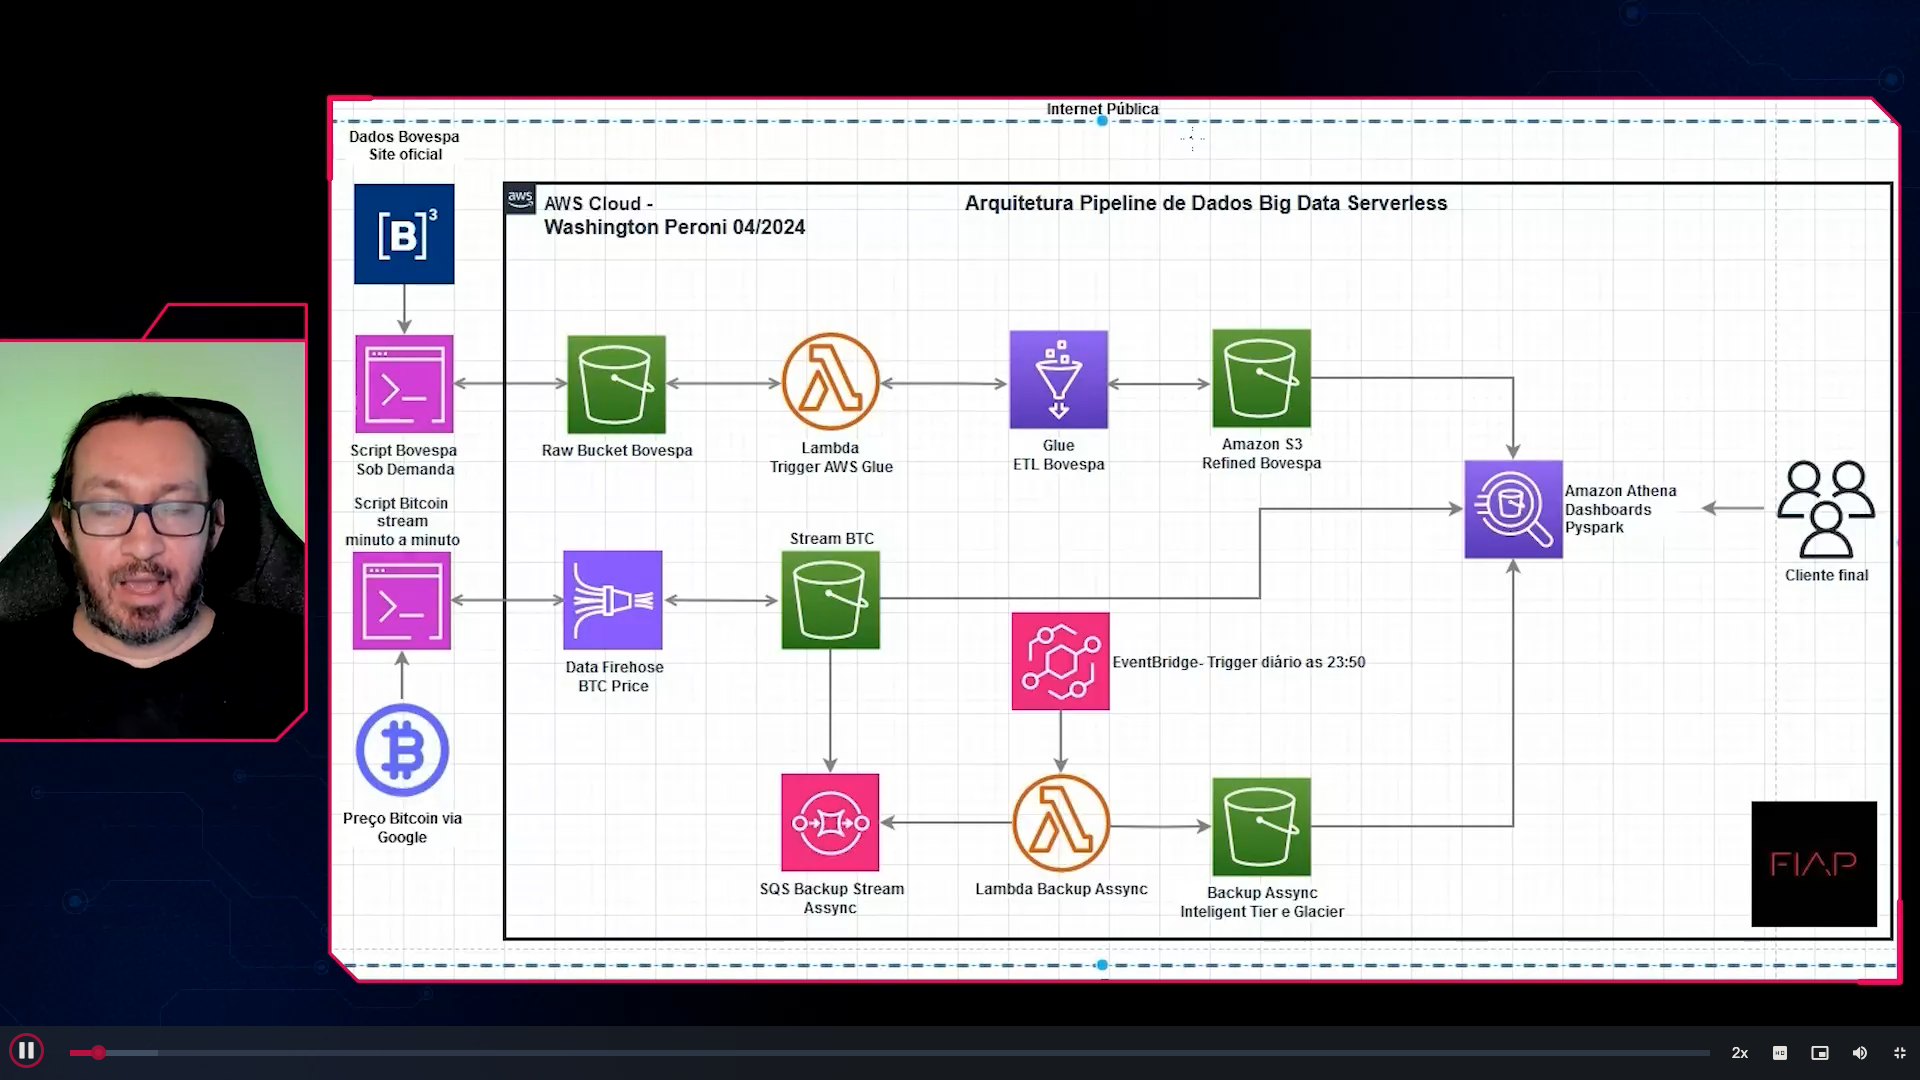 Internet Pública
Dados Bovespa
Site oficial
[B]³
aws
AWS Cloud -
Washington Peroni 04/2024
Arquitetura Pipeline de Dados Big Data Serverless
Script Bovespa
Sob Demanda
Raw Bucket Bovespa
Lambda
Trigger AWS Glue
Glue
ETL Bovespa
Amazon S3
Refined Bovespa
Amazon Athena
Dashboards
Pyspark
Cliente final
Script Bitcoin
stream
minuto a minuto
Stream BTC
Data Firehose
BTC Price
EventBridge- Trigger diário as 23:50
Preço Bitcoin via
Google
SQS Backup Stream
Assync
Lambda Backup Assync
Backup Assync
Inteligent Tier e Glacier
FIAP
2x
HD